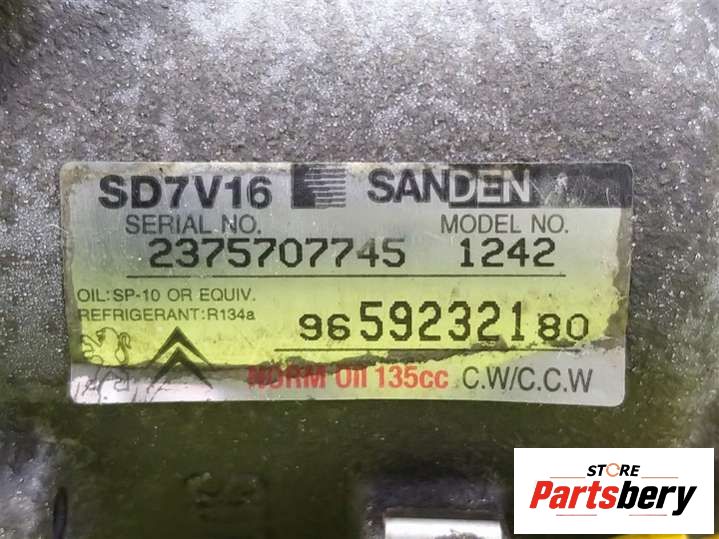 SD7V16 SANDEN
SERIAL NO. MODEL NO.
2375707745 1242
OIL:SP-10 OR EQUIV.
REFRIGERANT:R134a
9659232180
NORM OIl 135cc C.W/C.C.W
STORE
Partsbery